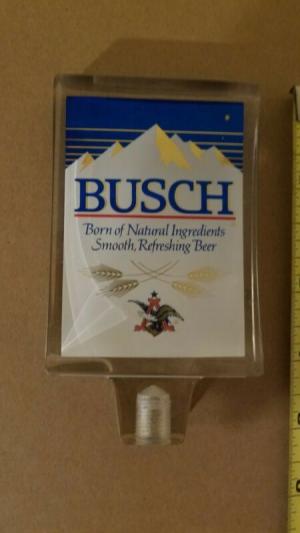 BUSCH
Born of Natural Ingredients
Smooth, Refreshing Beer